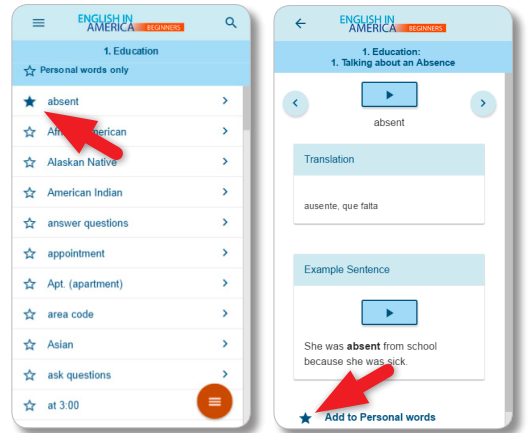 ENGLISH IN
AMERICA BEGINNERS
1. Education
Personal words only
absent
African American
Alaskan Native
American Indian
answer questions
appointment
Apt. (apartment)
area code
Asian
ask questions
at 3:00
ENGLISH IN
AMERICA BEGINNERS
1. Education:
1. Talking about an Absence
absent
Translation
ausente, que falta
Example Sentence
She was absent from school
because she was sick.
Add to Personal words